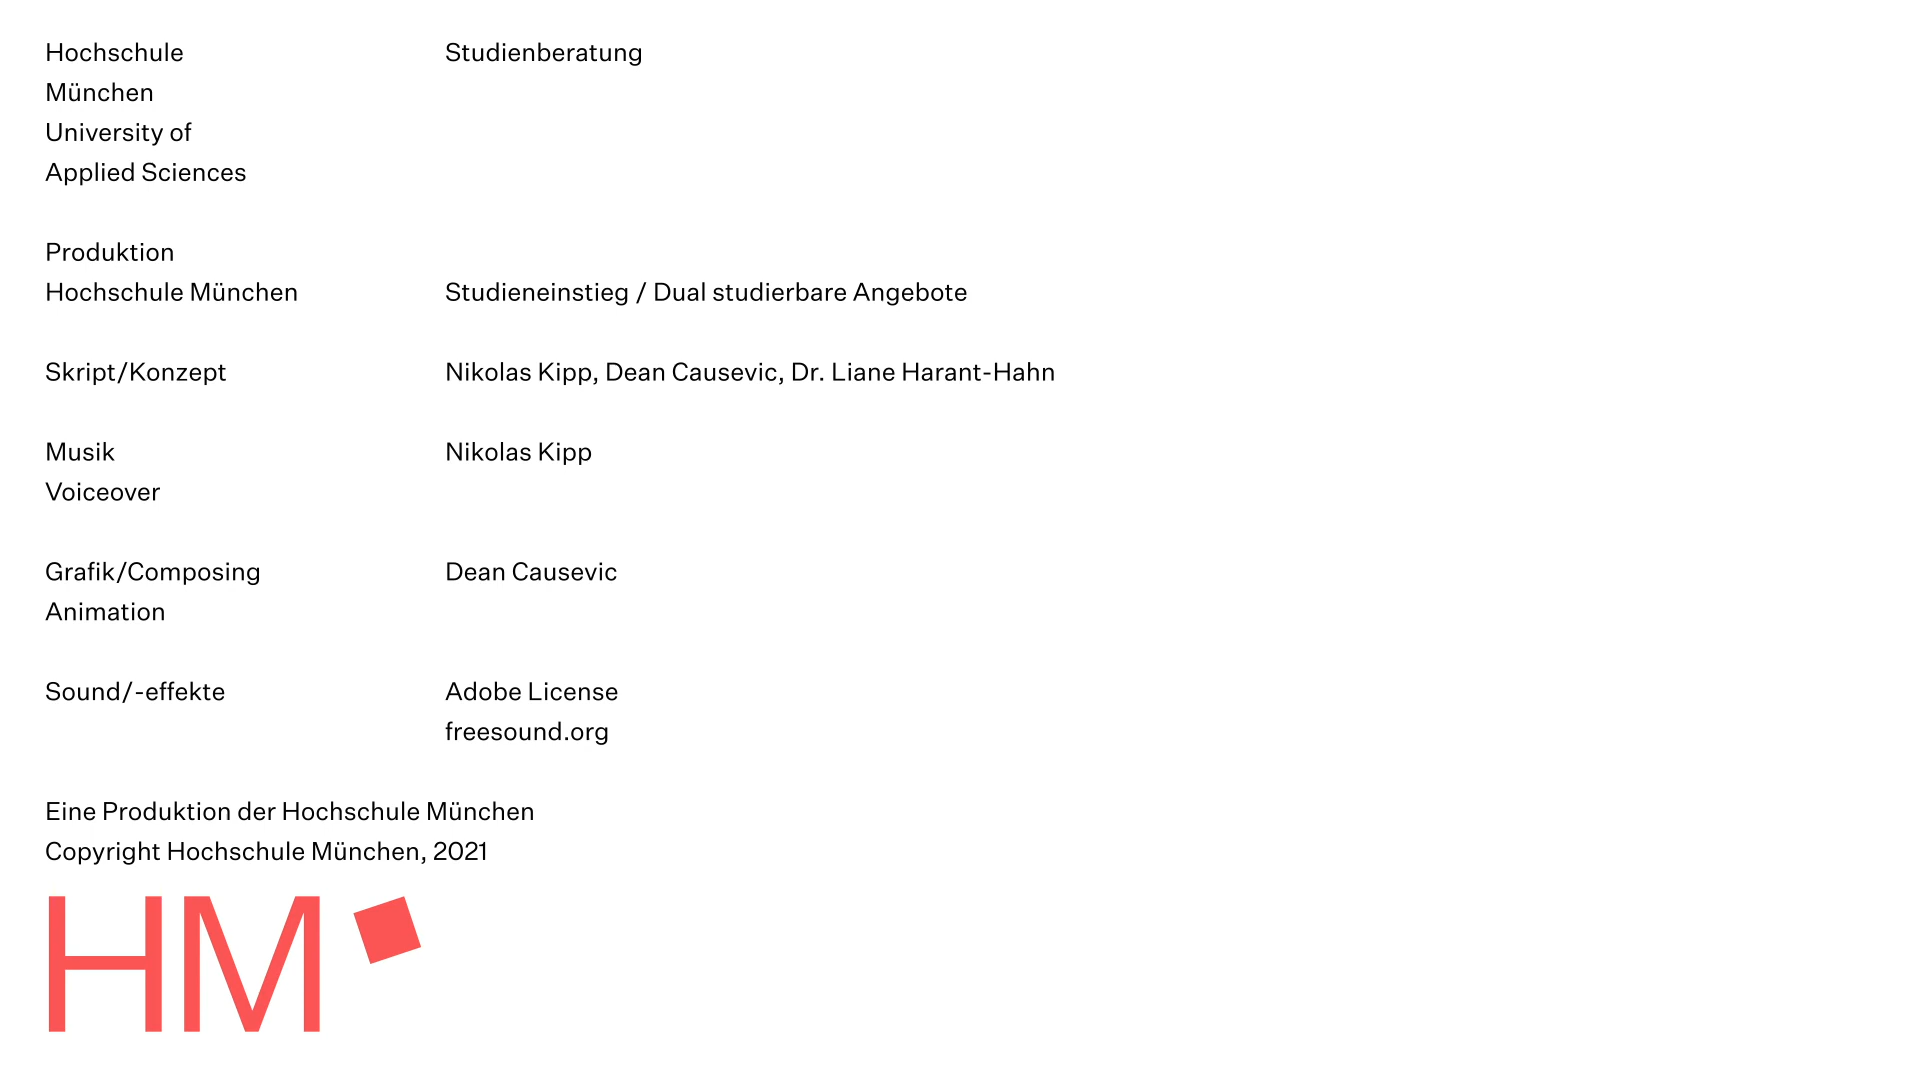 Hochschule
München
University of
Applied Sciences
Studienberatung
Produktion
Hochschule München
Studieneinstieg / Dual studierbare Angebote
Skript/Konzept
Nikolas Kipp, Dean Causevic, Dr. Liane Harant-Hahn
Musik
Voiceover
Nikolas Kipp
Grafik/Composing
Animation
Dean Causevic
Sound/-effekte
Adobe License
freesound.org
Eine Produktion der Hochschule München
Copyright Hochschule München, 2021
HM